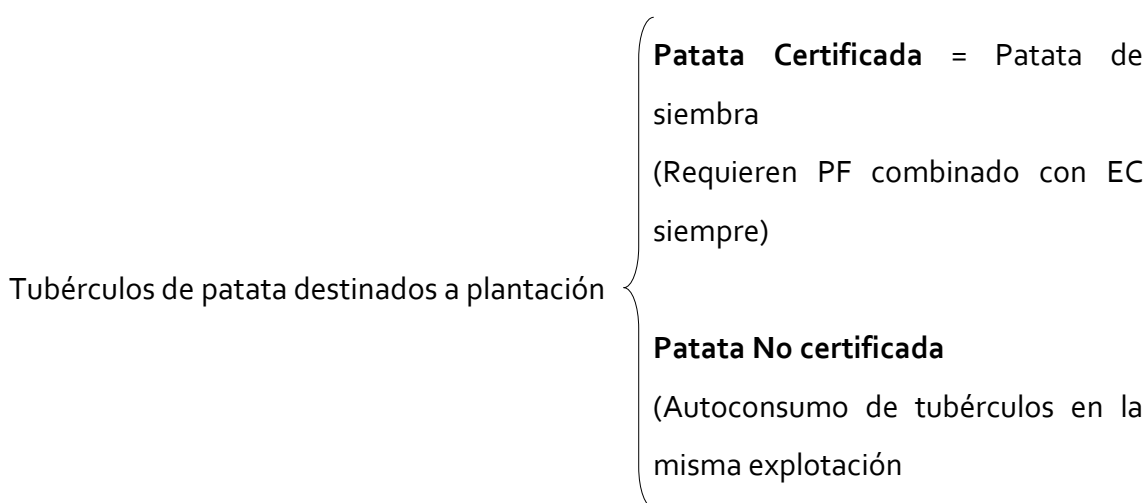 Patata Certificada = Patata de
siembra
(Requieren PF combinado con EC
siempre)
Tubérculos de patata destinados a plantación
Patata No certificada
(Autoconsumo de tubérculos en la
misma explotación